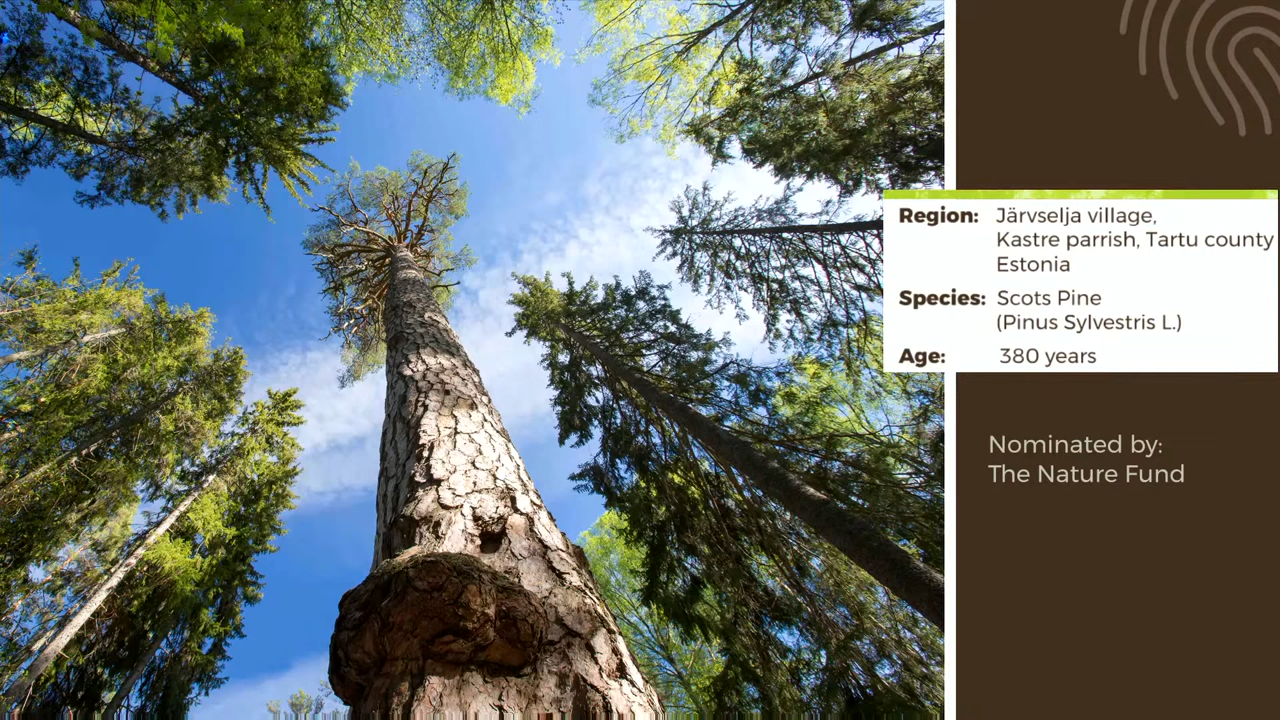 Region: Järvselja village,
Kastre parrish, Tartu county
Estonia
Species: Scots Pine
(Pinus Sylvestris L.)
Age: 380 years
Nominated by:
The Nature Fund